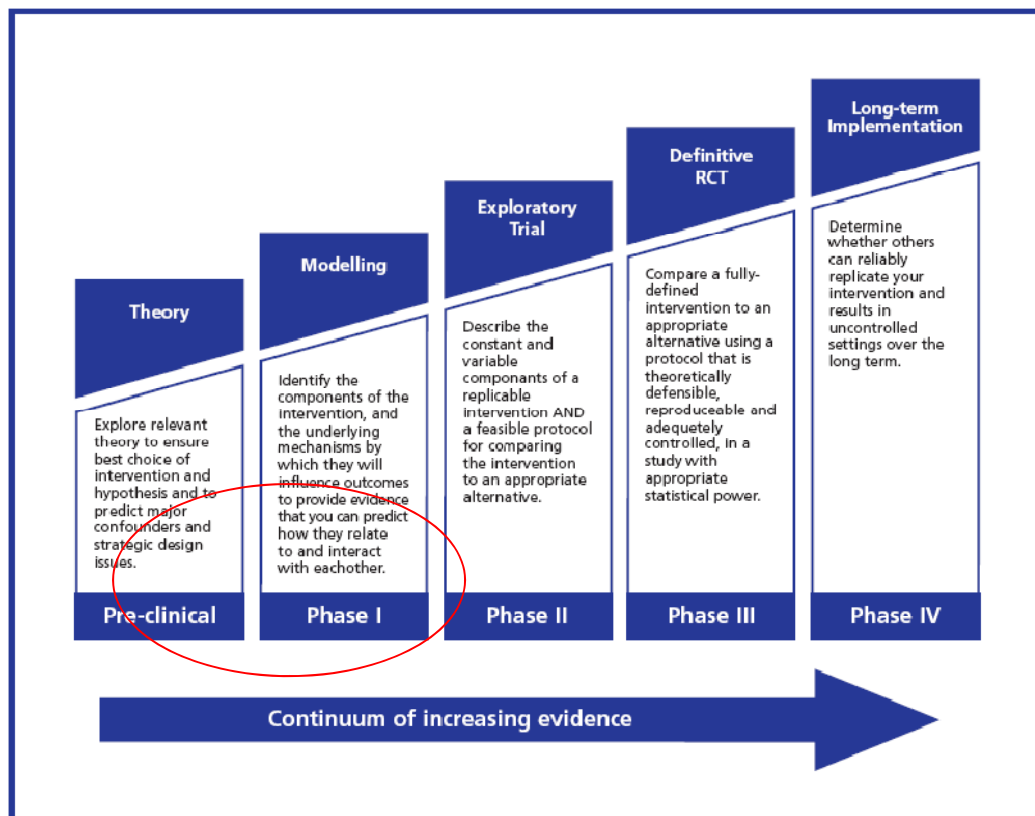 Theory
Explore relevant
theory to ensure
best choice of
intervention and
hypothesis and to
predict major
confounders and
strategic design
issues.
Pre-clinical
Modelling
Identify the
components of the
intervention, and
the underlying
mechanisms by
which they will
influence outcomes
to provide evidence
that you can predict
how they relate
to and interact
with eachother.
Phase I
Exploratory
Trial
Describe the
constant and
variable
components of a
replicable
intervention AND
a feasible protocol
for comparing
the intervention
to an appropriate
alternative.
Phase II
Definitive
RCT
Compare a fully-
defined
intervention to an
appropriate
alternative using a
protocol that is
theoretically
defensible,
reproduceable and
adequetely
controlled, in a
study with
appropriate
statistical power.
Phase III
Long-term
Implementation
Determine
whether others
can reliably
replicate your
intervention and
results in
uncontrolled
settings over the
long term.
Phase IV
Continuum of increasing evidence